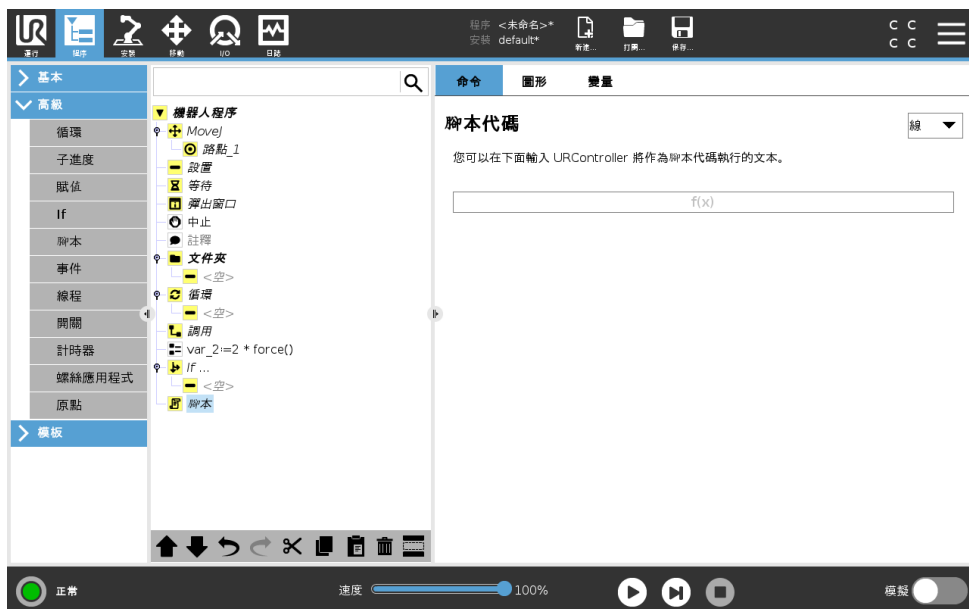 UR
運行
程序
安裝
移動
I/O
日誌
程序 <未命名>*
安裝 default*
新建...
打開...
保存...
C C
C C
基本
高級
循環
子進度
賦值
If
腳本
事件
線程
開關
計時器
螺絲應用程式
原點
模板
機器人程序
MoveJ
路點_1
設置
等待
彈出窗口
中止
註釋
文件夾
<空>
循環
<空>
調用
var_2:=2 * force()
If ...
<空>
腳本
命令
圖形
變量
腳本代碼
線
您可以在下面輸入 URController 將作為腳本代碼執行的文本。
f(x)
正常
速度
100%
模擬